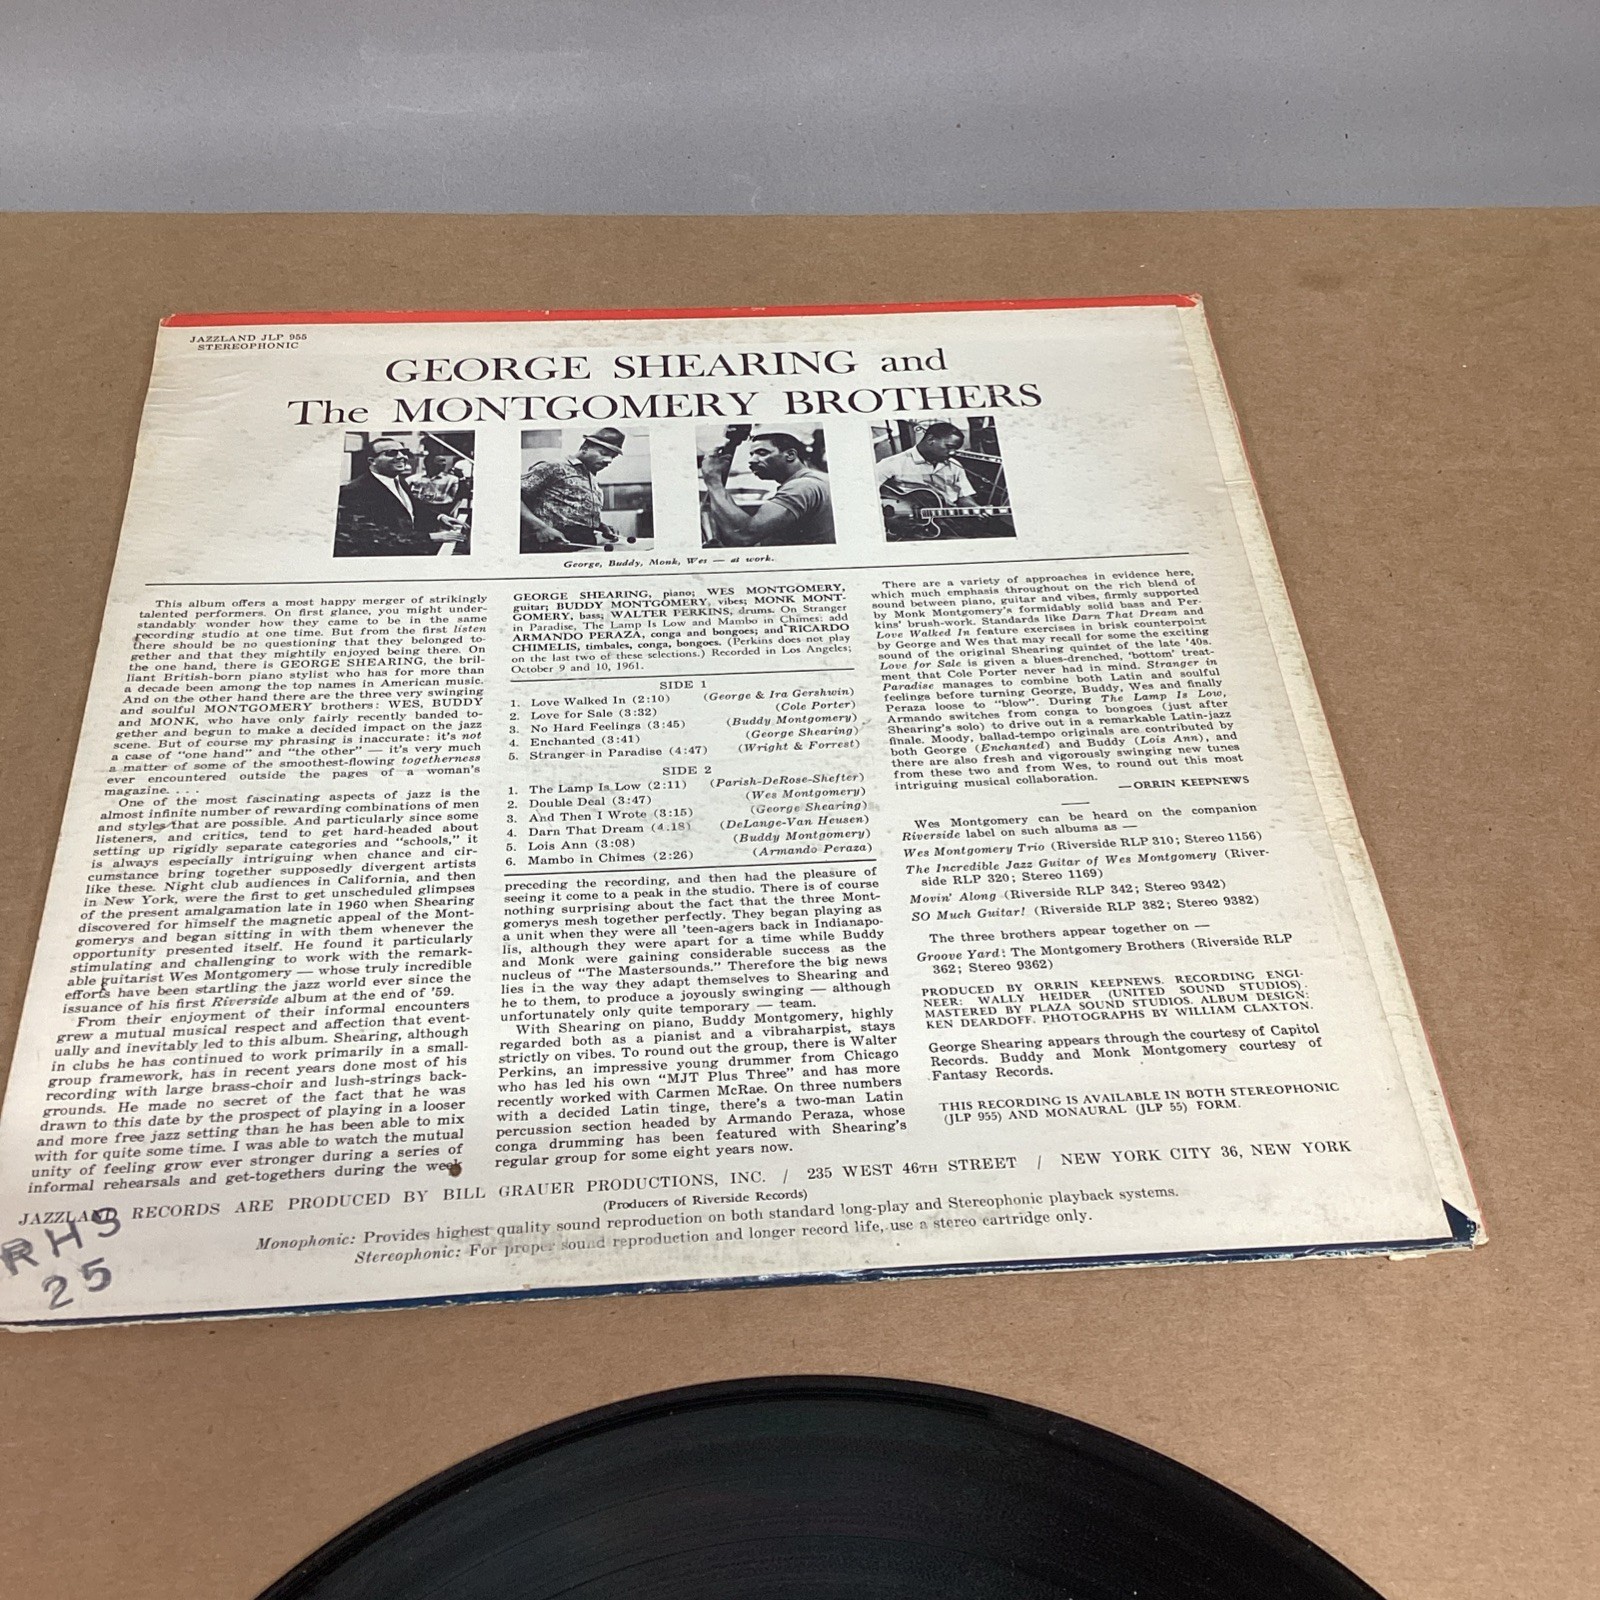 JAZZLAND JLP 955
STEREOPHONIC
GEORGE SHEARING and
The MONTGOMERY BROTHERS
George, Buddy, Monk, Wes — at work.
This album offers a most happy merger of strikingly
talented performers. On first glance, you might under-
standably wonder how they came to be in the same
recording studio at one time. But from the first listen
there should be no questioning that they belonged to-
gether and that they mightily enjoyed being there. On
the one hand, there is GEORGE SHEARING, the bril-
liant British-born piano stylist who has for more than
a decade been among the top names in American music.
And on the other hand there are the three very swinging
and soulful MONTGOMERY brothers: WES, BUDDY
and MONK, who have only fairly recently banded to-
gether and begun to make a decided impact on the jazz
scene. But of course my phrasing is inaccurate: it's not
a case of "one hand" and "the other" — it's very much
a matter of some of the smoothest-flowing togetherness
ever encountered outside the pages of a woman's
magazine. . . .
One of the most fascinating aspects of jazz is the
almost infinite number of rewarding combinations of men
and styles that are possible. And particularly since some
listeners, and critics, tend to get hard-headed about
setting up rigidly separate categories and "schools," it
is always especially intriguing when chance and cir-
cumstance bring together supposedly divergent artists
like these. Night club audiences in California, and then
in New York, were the first to get unscheduled glimpses
of the present amalgamation late in 1960 when Shearing
discovered for himself the magnetic appeal of the Mont-
gomerys and began sitting in with them whenever the
opportunity presented itself. He found it particularly
stimulating and challenging to work with the remark-
able guitarist Wes Montgomery — whose truly incredible
efforts have been startling the jazz world ever since the
issuance of his first Riverside album at the end of '59.
From their enjoyment of their informal encounters
grew a mutual musical respect and affection that event-
ually and inevitably led to this album. Shearing, although
in clubs he has continued to work primarily in a small-
group framework, has in recent years done most of his
recording with large brass-choir and lush-strings back-
grounds. He made no secret of the fact that he was
drawn to this date by the prospect of playing in a looser
and more free jazz setting than he has been able to mix
with for quite some time. I was able to watch the mutual
unity of feeling grow ever stronger during a series of
informal rehearsals and get-togethers during the week
GEORGE SHEARING, piano; WES MONTGOMERY,
guitar; BUDDY MONTGOMERY, vibes; MONK MONT-
GOMERY, bass; WALTER PERKINS, drums. On Stranger
in Paradise, The Lamp Is Low and Mambo in Chimes: add
ARMANDO PERAZA, conga and bongoes; and RICARDO
CHIMELIS, timbales, conga, bongoes. (Perkins does not play
on the last two of these selections.) Recorded in Los Angeles;
October 9 and 10, 1961.
SIDE 1
1. Love Walked In (2:10) (George & Ira Gershwin)
2. Love for Sale (3:32) (Cole Porter)
3. No Hard Feelings (3:45) (Buddy Montgomery)
4. Enchanted (3:41) (George Shearing)
5. Stranger in Paradise (4:47) (Wright & Forrest)
SIDE 2
1. The Lamp Is Low (2:11) (Parish-DeRose-Shefter)
2. Double Deal (3:47) (Wes Montgomery)
3. And Then I Wrote (3:15) (George Shearing)
4. Darn That Dream (4:18) (DeLange-Van Heusen)
5. Lois Ann (3:08) (Buddy Montgomery)
6. Mambo in Chimes (2:26) (Armando Peraza)
preceding the recording, and then had the pleasure of
seeing it come to a peak in the studio. There is of course
nothing surprising about the fact that the three Mont-
gomerys mesh together perfectly. They began playing as
a unit when they were all 'teen-agers back in Indianapo-
lis, although they were apart for a time while Buddy
and Monk were gaining considerable success as the
nucleus of "The Mastersounds." Therefore the big news
lies in the way they adapt themselves to Shearing and
he to them, to produce a joyously swinging — although
unfortunately only quite temporary — team.
With Shearing on piano, Buddy Montgomery, highly
regarded both as a pianist and a vibraharpist, stays
strictly on vibes. To round out the group, there is Walter
Perkins, an impressive young drummer from Chicago
who has led his own "MJT Plus Three" and has more
recently worked with Carmen McRae. On three numbers
with a decided Latin tinge, there's a two-man Latin
percussion section headed by Armando Peraza, whose
conga drumming has been featured with Shearing's
regular group for some eight years now.
There are a variety of approaches in evidence here,
which much emphasis throughout on the rich blend of
sound between piano, guitar and vibes, firmly supported
by Monk Montgomery's formidably solid bass and Per-
kins' brush-work. Standards like Darn That Dream and
Love Walked In feature exercises in brisk counterpoint
by George and Wes that may recall for some the exciting
sound of the original Shearing quintet of the late '40s.
Love for Sale is given a blues-drenched, 'bottom' treat-
ment that Cole Porter never had in mind. Stranger in
Paradise manages to combine both Latin and soulful
feelings before turning George, Buddy, Wes and finally
Peraza loose to "blow". During The Lamp Is Low,
Armando switches from conga to bongoes (just after
Shearing's solo) to drive out in a remarkable Latin-jazz
finale. Moody, ballad-tempo originals are contributed by
both George (Enchanted) and Buddy (Lois Ann), and
there are also fresh and vigorously swinging new tunes
from these two and from Wes, to round out this most
intriguing musical collaboration.
—ORRIN KEEPNEWS
Wes Montgomery can be heard on the companion
Riverside label on such albums as —
Wes Montgomery Trio (Riverside RLP 310; Stereo 1156)
The Incredible Jazz Guitar of Wes Montgomery (River-
side RLP 320; Stereo 1169)
Movin' Along (Riverside RLP 342; Stereo 9342)
SO Much Guitar! (Riverside RLP 382; Stereo 9382)
The three brothers appear together on —
Groove Yard! The Montgomery Brothers (Riverside RLP
362; Stereo 9362)
PRODUCED BY ORRIN KEEPNEWS. RECORDING ENGI-
NEER: WALLY HEIDER (UNITED SOUND STUDIOS).
MASTERED BY PLAZA SOUND STUDIOS. ALBUM DESIGN:
KEN DEARDOFF. PHOTOGRAPHS BY WILLIAM CLAXTON.
George Shearing appears through the courtesy of Capitol
Records. Buddy and Monk Montgomery courtesy of
Fantasy Records.
THIS RECORDING IS AVAILABLE IN BOTH STEREOPHONIC
(JLP 955) AND MONAURAL (JLP 55) FORM.
JAZZLAND RECORDS ARE PRODUCED BY BILL GRAUER PRODUCTIONS, INC. / 235 WEST 46TH STREET / NEW YORK CITY 36, NEW YORK
(Producers of Riverside Records)
Monophonic: Provides highest quality sound reproduction on both standard long-play and Stereophonic playback systems.
Stereophonic: For proper sound reproduction and longer record life, use a stereo cartridge only.
RHS
25